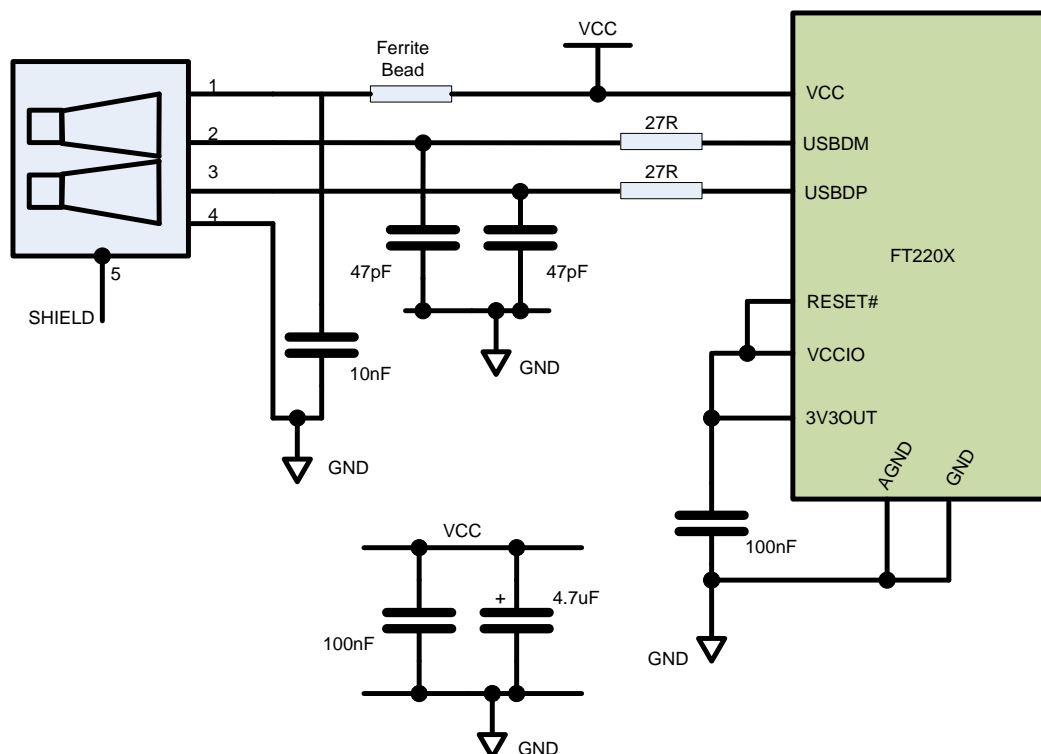 Ferrite
Bead
VCC
1
VCC
2
27R
USBDM
3
27R
USBDP
4
47pF
47pF
FT220X
5
SHIELD
RESET#
10nF
GND
VCCIO
3V3OUT
GND
AGND
GND
VCC
100nF
+
4.7uF
100nF
GND
GND